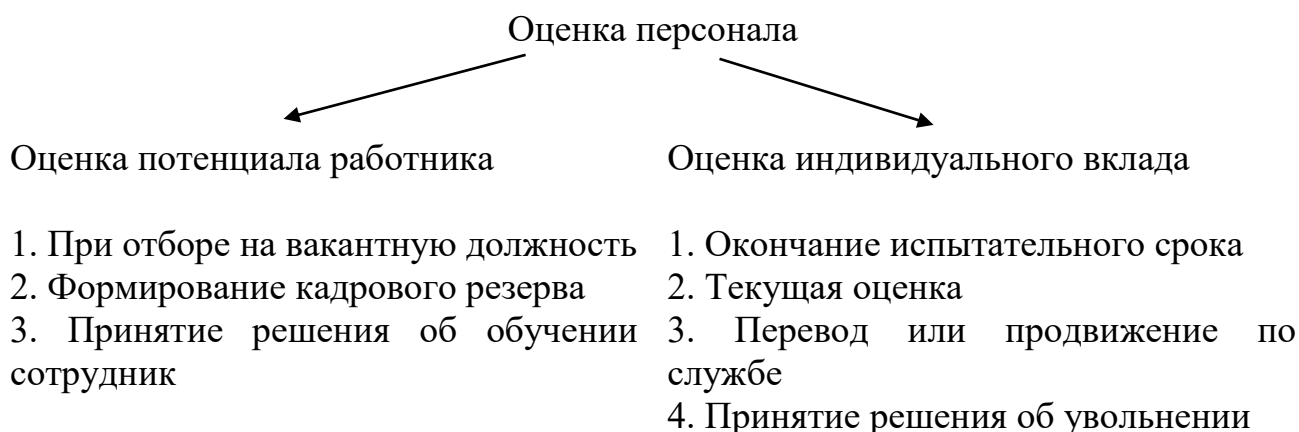 Оценка персонала
Оценка потенциала работника
1. При отборе на вакантную должность
2. Формирование кадрового резерва
3. Принятие решения об обучении
сотрудник
Оценка индивидуального вклада
1. Окончание испытательного срока
2. Текущая оценка
3. Перевод или продвижение по
службе
4. Принятие решения об увольнении